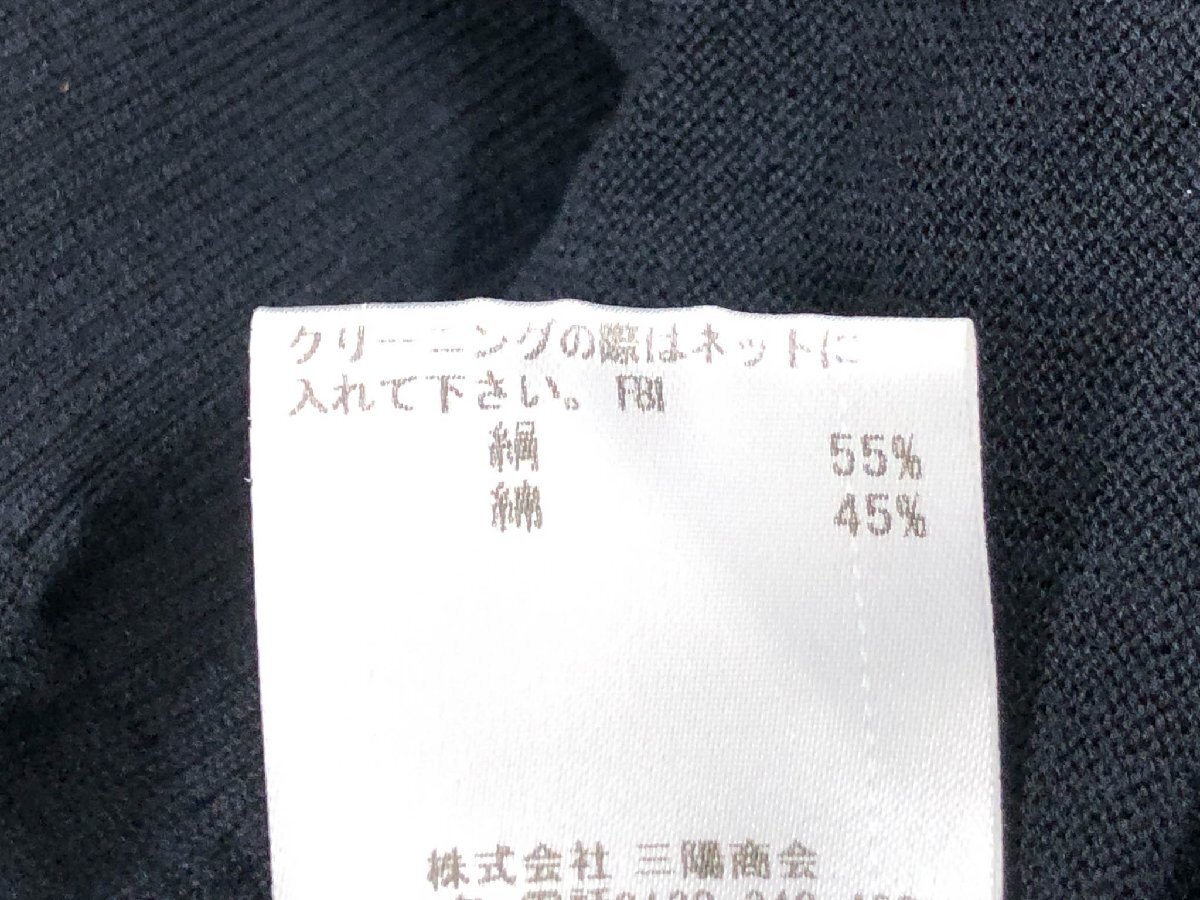 クリーニングの際はネットに
入れて下さい。 FB1
絹 55%
綿 45%
株式会社 三陽商会